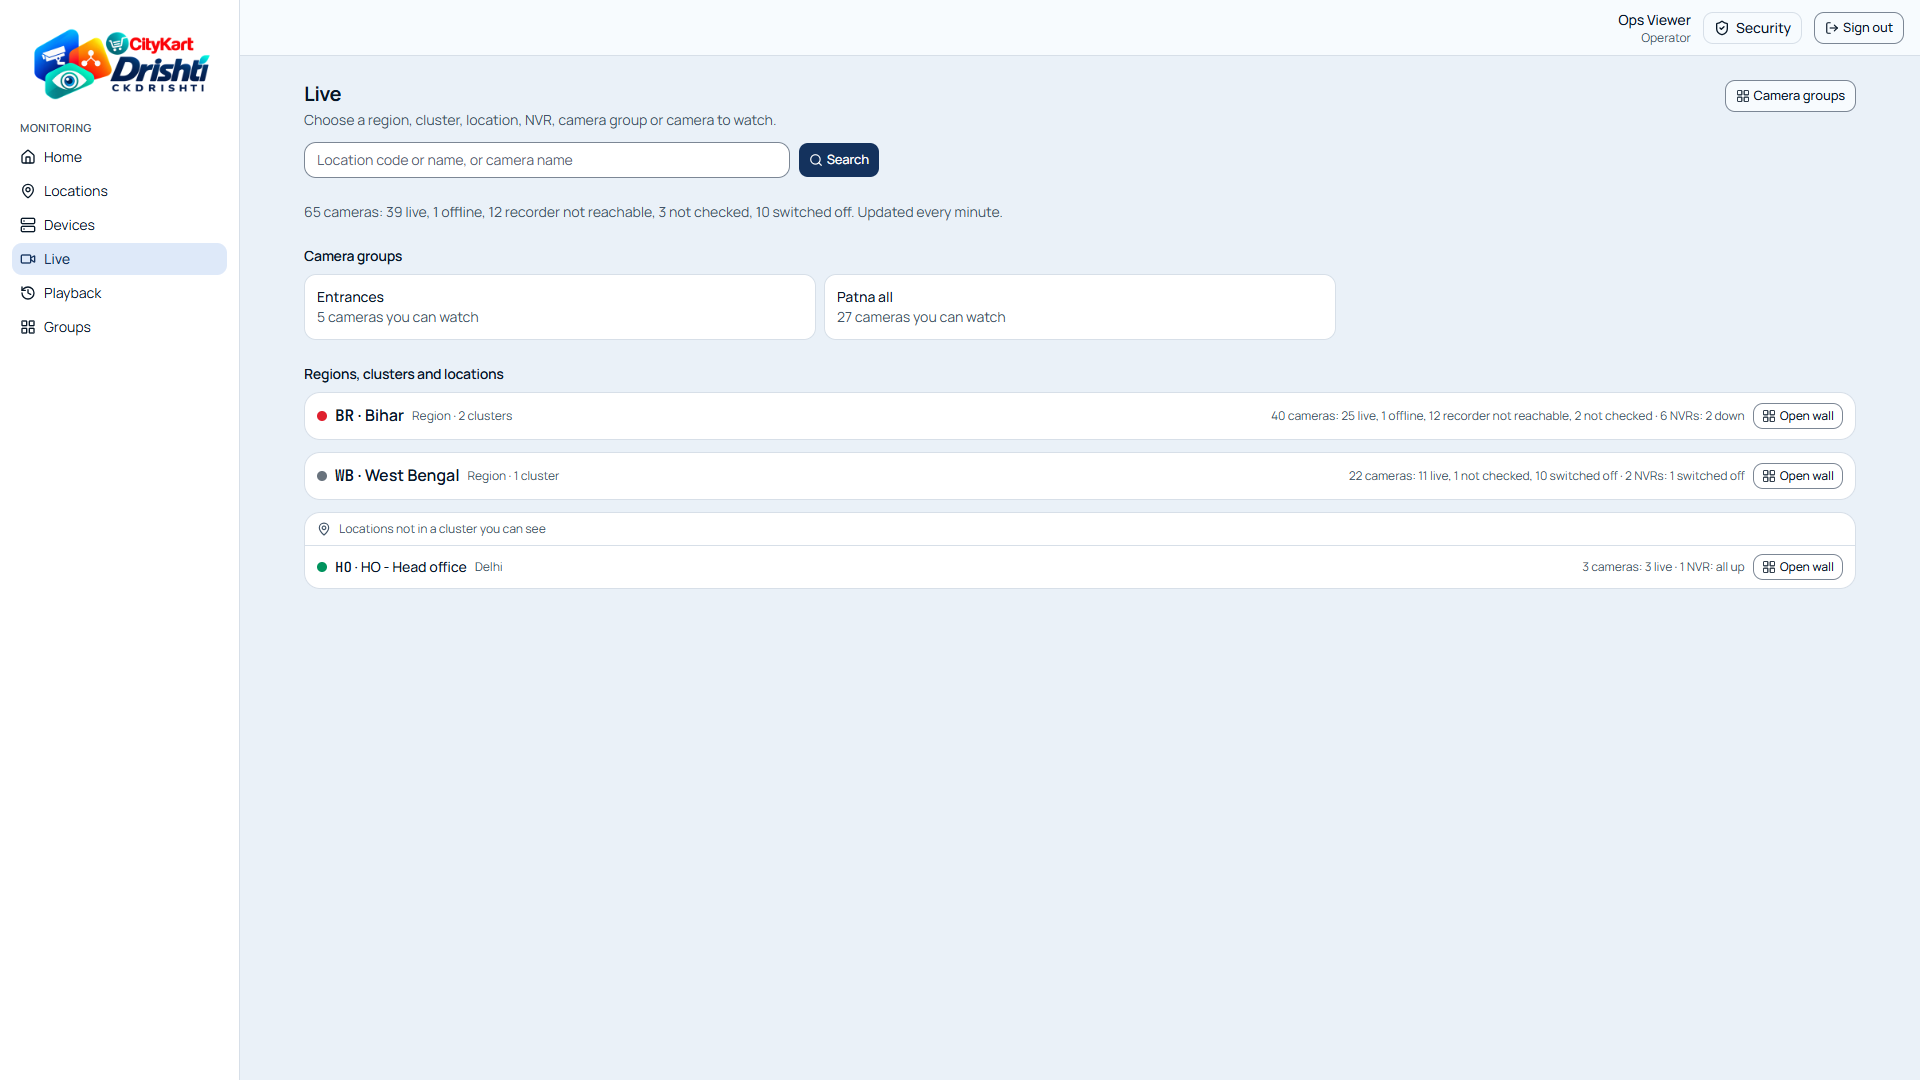 CityKart
Drishti
CKDRISHTI
MONITORING
Home
Locations
Devices
Live
Playback
Groups
Ops Viewer
Operator
Security
Sign out
Live
Choose a region, cluster, location, NVR, camera group or camera to watch.
Camera groups
Location code or name, or camera name
Search
65 cameras: 39 live, 1 offline, 12 recorder not reachable, 3 not checked, 10 switched off. Updated every minute.
Camera groups
Entrances
5 cameras you can watch
Patna all
27 cameras you can watch
Regions, clusters and locations
BR · Bihar Region · 2 clusters 40 cameras: 25 live, 1 offline, 12 recorder not reachable, 2 not checked · 6 NVRs: 2 down Open wall
WB · West Bengal Region · 1 cluster 22 cameras: 11 live, 1 not checked, 10 switched off · 2 NVRs: 1 switched off Open wall
Locations not in a cluster you can see
HO · HO - Head office Delhi 3 cameras: 3 live · 1 NVR: all up Open wall